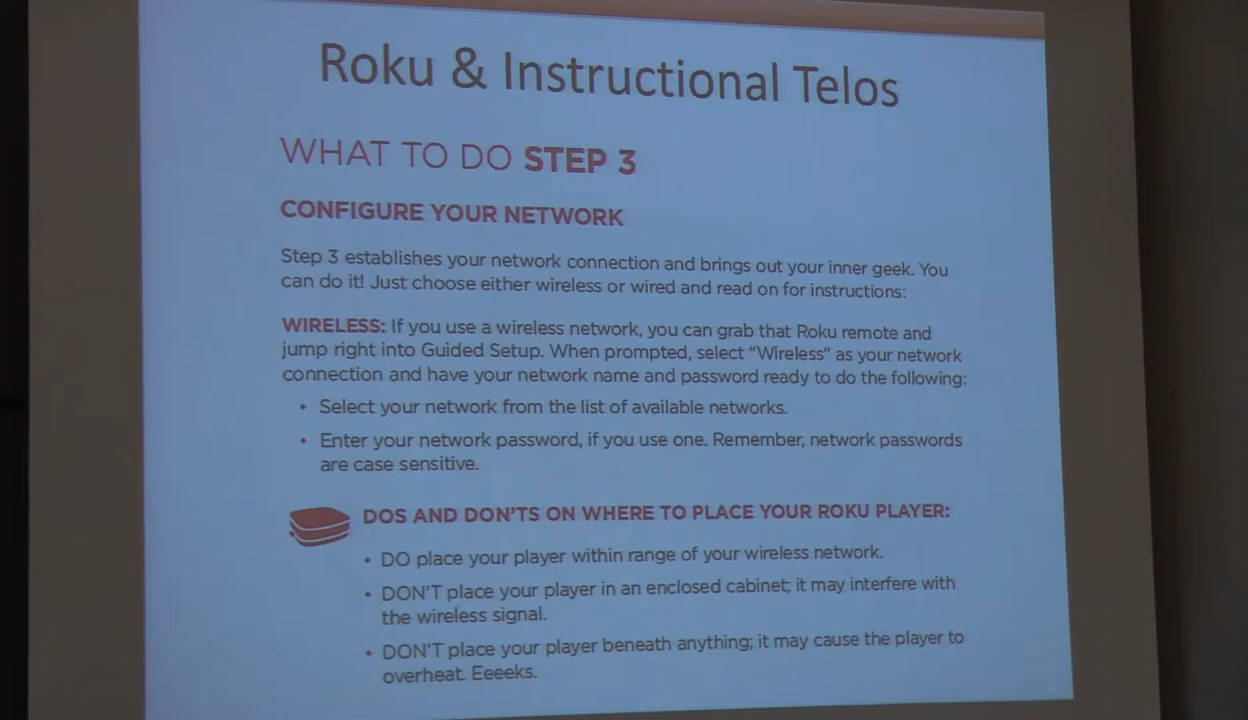 Roku & Instructional Telos
WHAT TO DO STEP 3
CONFIGURE YOUR NETWORK
Step 3 establishes your network connection and brings out your inner geek. You
can do it! Just choose either wireless or wired and read on for instructions:
WIRELESS: If you use a wireless network, you can grab that Roku remote and
jump right into Guided Setup. When prompted, select “Wireless” as your network
connection and have your network name and password ready to do the following:
• Select your network from the list of available networks.
• Enter your network password, if you use one. Remember, network passwords
are case sensitive.
DOS AND DON'TS ON WHERE TO PLACE YOUR ROKU PLAYER:
• DO place your player within range of your wireless network.
• DON'T place your player in an enclosed cabinet; it may interfere with
the wireless signal.
• DON'T place your player beneath anything; it may cause the player to
overheat. Eeeeks.